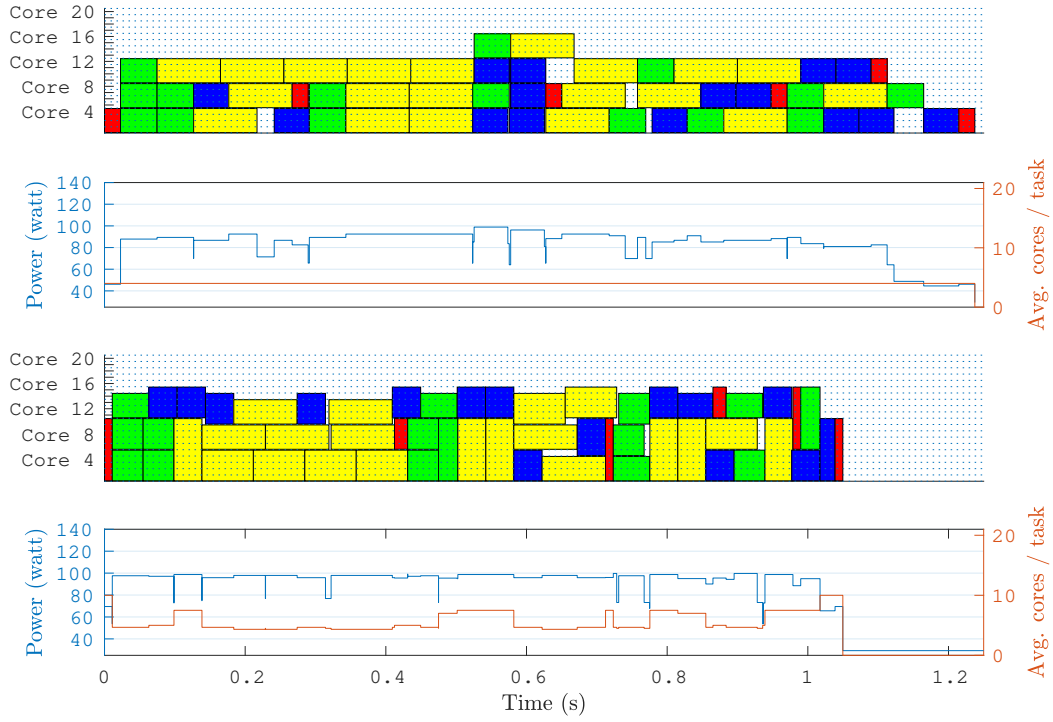 Core 20
Core 16
Core 12
Core 8
Core 4
Power (watt)
140
120
100
80
60
40
20
10
0
Avg. cores / task
Core 20
Core 16
Core 12
Core 8
Core 4
Power (watt)
140
120
100
80
60
40
20
10
0
Avg. cores / task
0 0.2 0.4 0.6 0.8 1 1.2
Time (s)